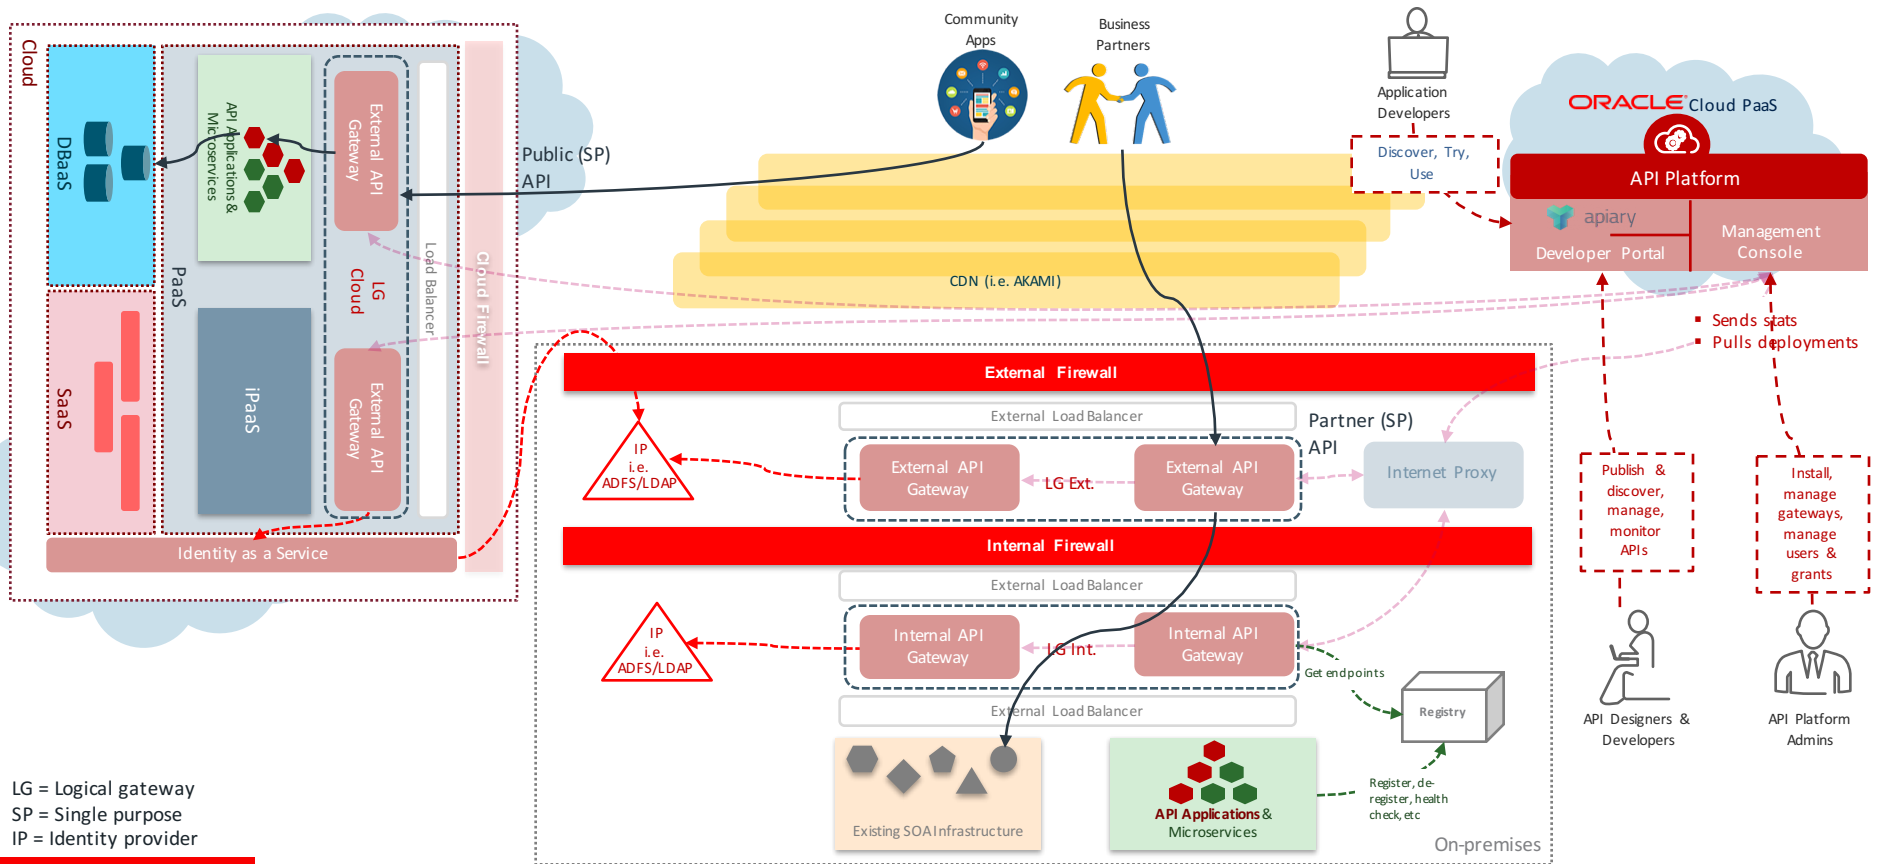 Cloud
DBaaS
SaaS
API Applications &
Microservices
PaaS
iPaaS
External API
Gateway
LG
Cloud
External API
Gateway
Load Balancer
Cloud Firewall
Identity as a Service
Public (SP)
API
Community
Apps
Business
Partners
CDN (i.e. AKAMI)
Application
Developers
Discover, Try,
Use
ORACLE Cloud PaaS
API Platform
apiary
Developer Portal
Management
Console
▪ Sends stats
▪ Pulls deployments
External Firewall
External Load Balancer
Partner (SP)
API
IP
i.e.
ADFS/LDAP
External API
Gateway
LG Ext.
External API
Gateway
Internet Proxy
Internal Firewall
External Load Balancer
IP
i.e.
ADFS/LDAP
Internal API
Gateway
LG Int.
Internal API
Gateway
Get endpoints
External Load Balancer
Registry
Existing SOA Infrastructure
API Applications &
Microservices
Register, de-
register, health
check, etc
On-premises
Publish &
discover,
manage,
monitor
APIs
Install,
manage
gateways,
manage
users &
grants
API Designers &
Developers
API Platform
Admins
LG = Logical gateway
SP = Single purpose
IP = Identity provider